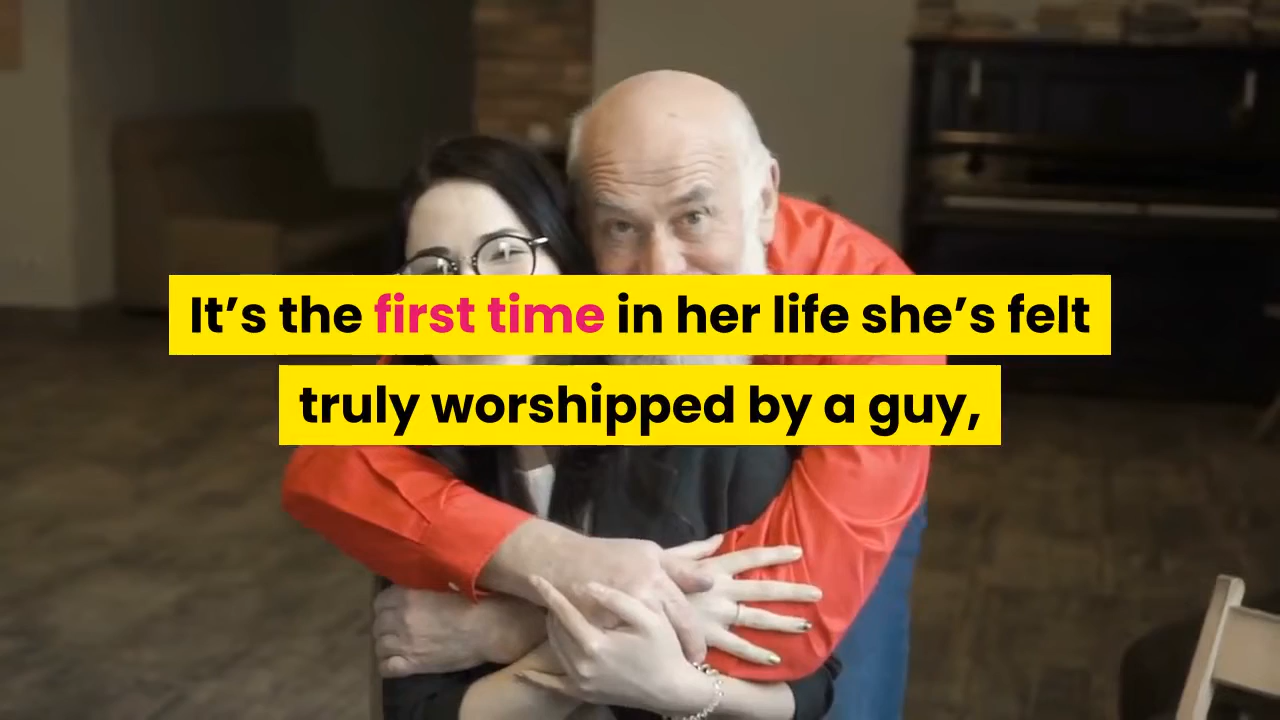 It’s the first time in her life she’s felt
truly worshipped by a guy,